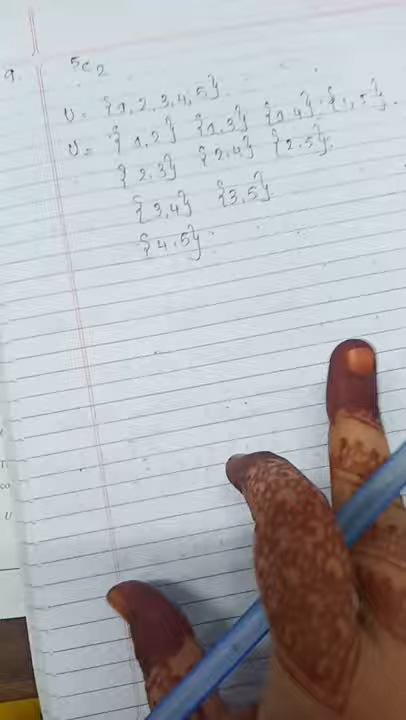 9. 5c2
U = {1,2,3,4,5}.
U = {1,2} {1,3} {1,4} {1,5}.
{2,3} {2,4} {2,5}.
{3,4} {3,5}
{4,5}.